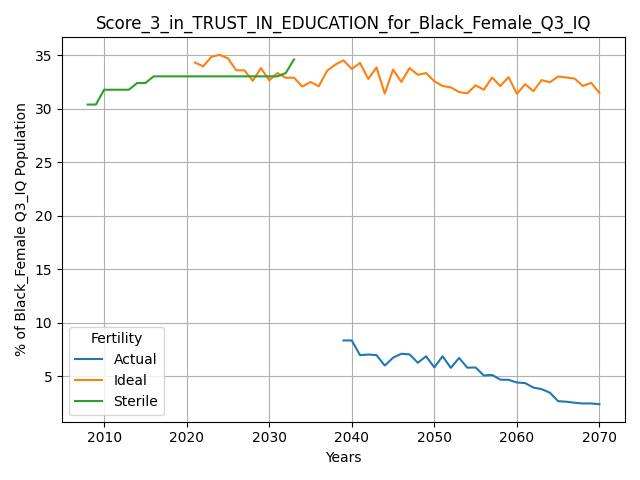 Score_3_in_TRUST_IN_EDUCATION_for_Black_Female_Q3_IQ
% of Black_Female Q3_IQ Population
35
30
25
20
15
10
5
Fertility
Actual
Ideal
Sterile
2010 2020 2030 2040 2050 2060 2070
Years